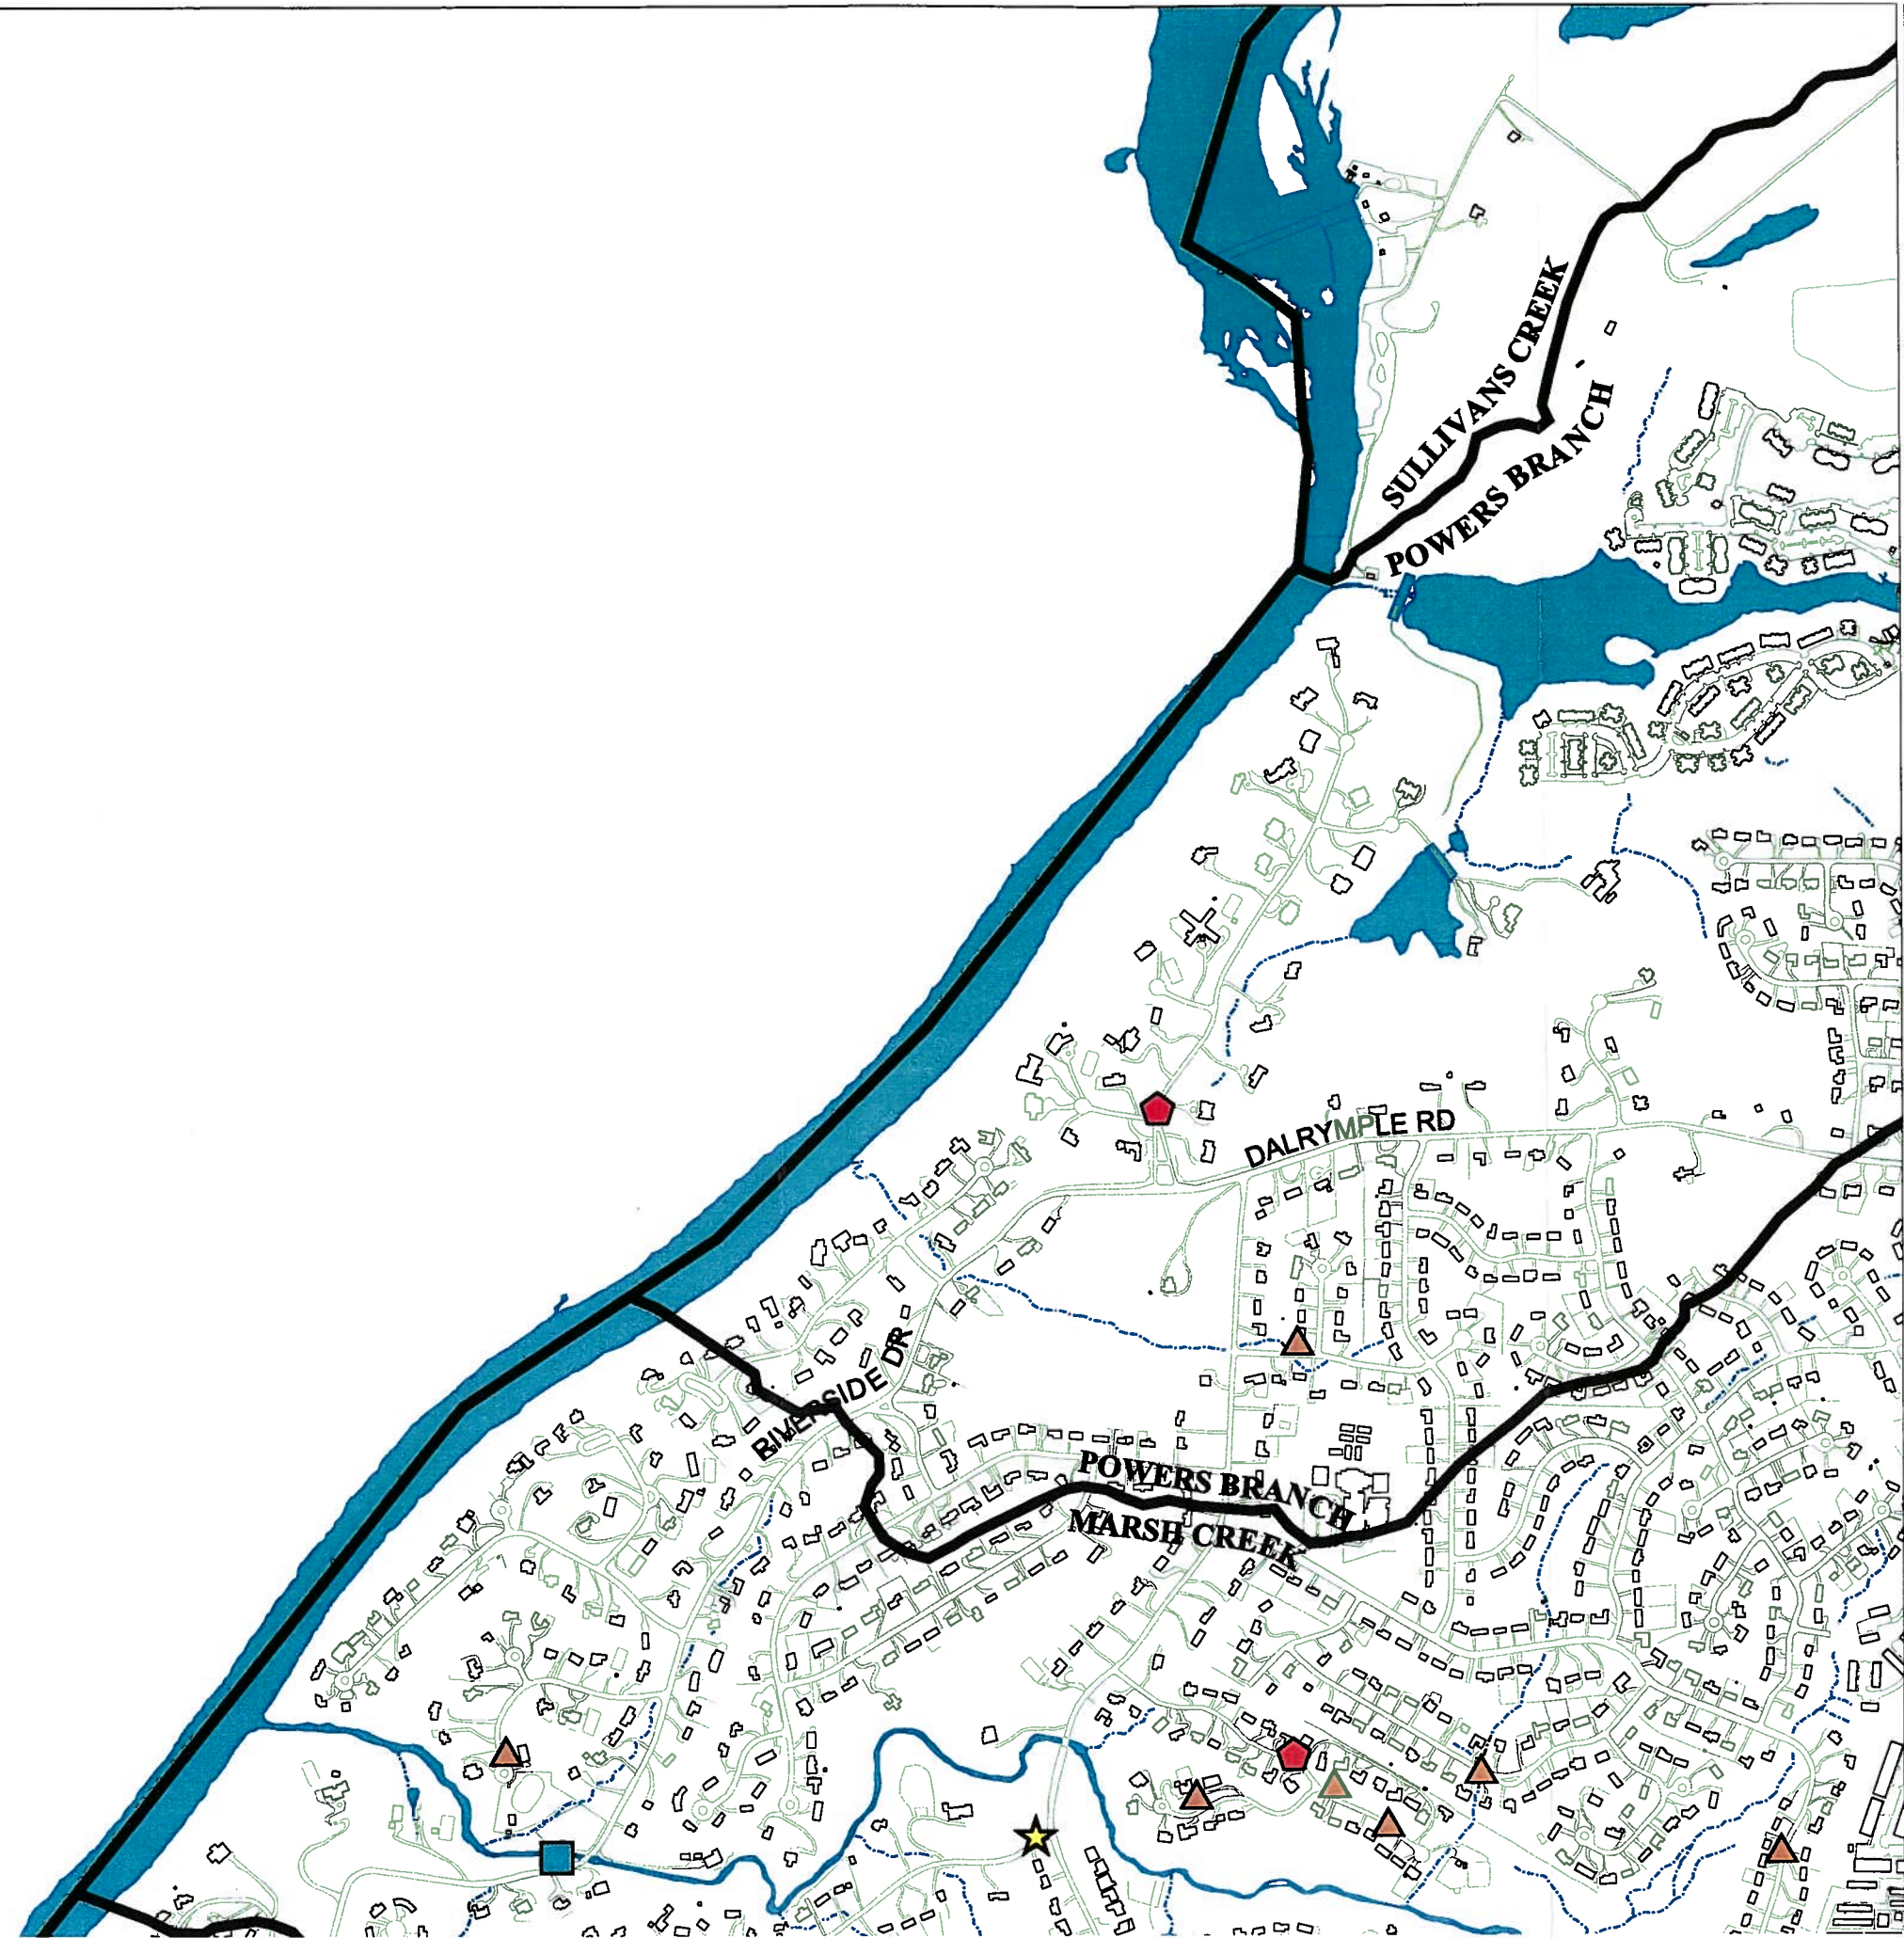 SULLIVANS CREEK
POWERS BRANCH
DALRYMPLE RD
RIVERSIDE DR
POWERS BRANCH
MARSH CREEK